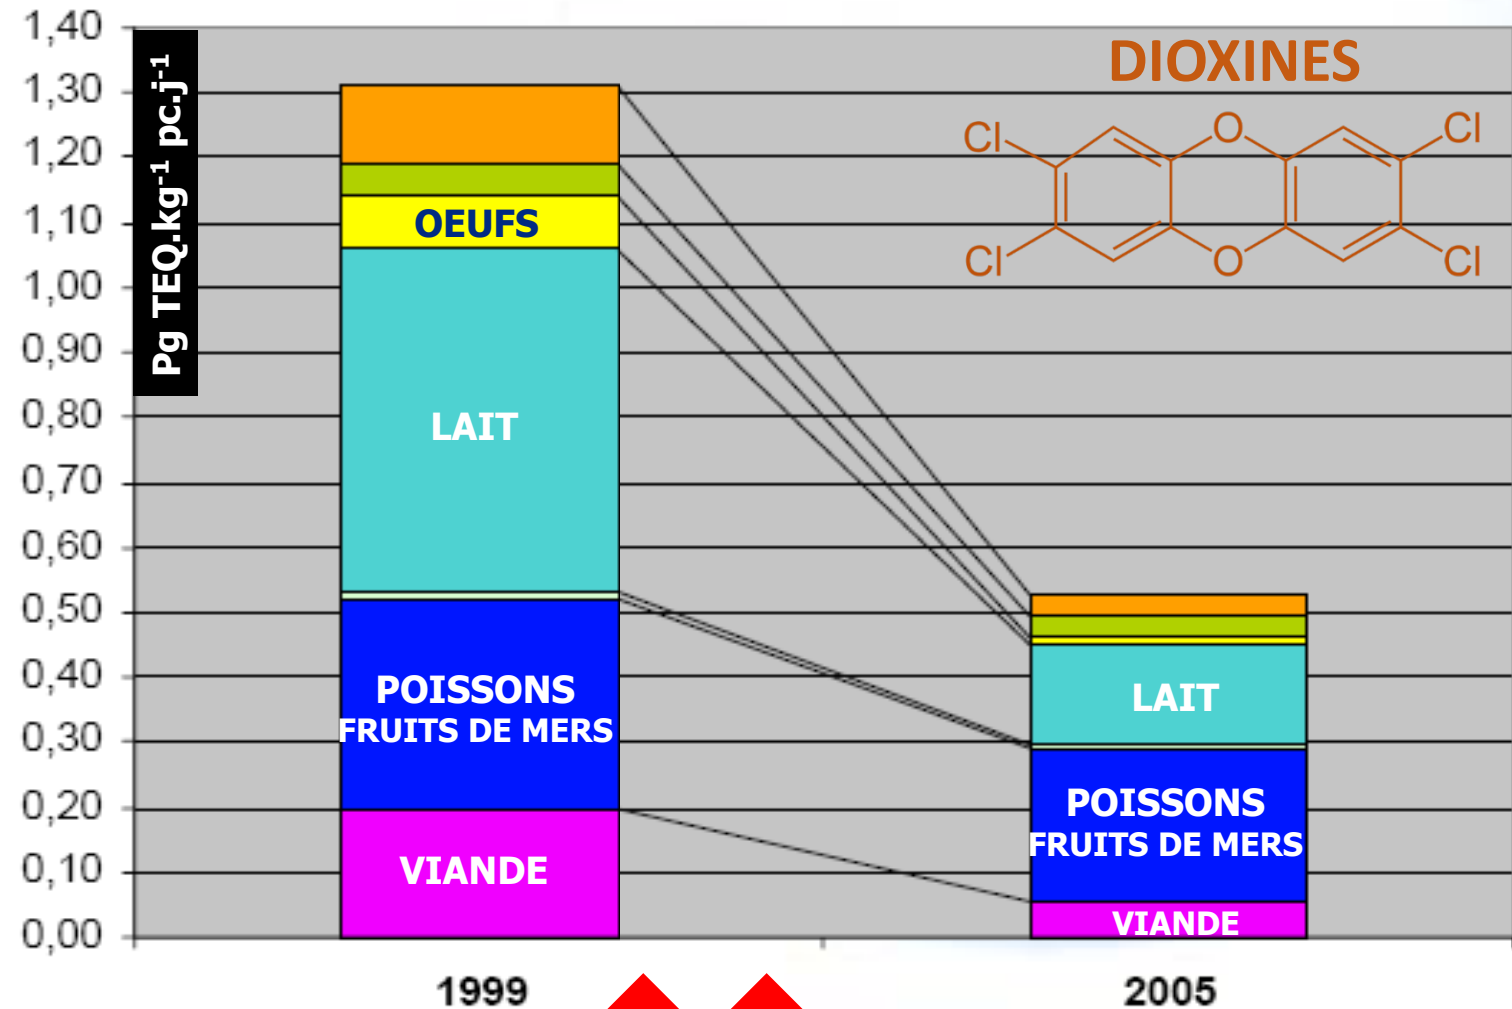 1,40
1,30
1,20
1,10
1,00
0,90
0,80
0,70
0,60
0,50
0,40
0,30
0,20
0,10
0,00
Pg TEQ.kg⁻¹ pc.j⁻¹
DIOXINES
Cl
O
Cl
Cl
O
Cl
OEUFS
LAIT
POISSONS
FRUITS DE MERS
VIANDE
LAIT
POISSONS
FRUITS DE MERS
VIANDE
1999
2005